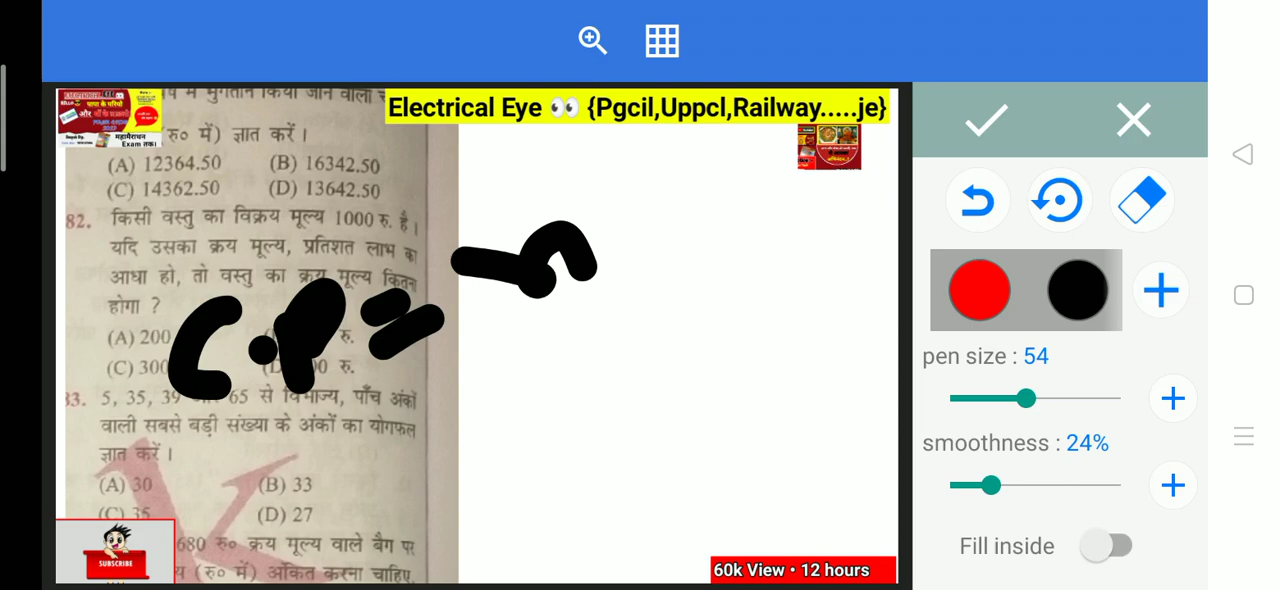 Electrical Eye 👀 {Pgcil,Uppcl,Railway.....je}
में भुगतान किया जाने वाला
रु० में) ज्ञात करें।
(A) 12364.50 (B) 16342.50
(C) 14362.50 (D) 13642.50
82. किसी वस्तु का विक्रय मूल्य 1000 रु. है।
यदि उसका क्रय मूल्य, प्रतिशत लाभ का
आधा हो, तो वस्तु का क्रय मूल्य कितना
होगा ?
(A) 200 रु.
(C) 300 रु.
C.P=
5, 35, 39 65 से विभाज्य, पाँच अंकों
वाली सबसे बड़ी संख्या के अंकों का योगफल
ज्ञात करें।
(A) 30 (B) 33
(C) 35 (D) 27
680 रु० क्रय मूल्य वाले बैग पर
(रु० में) अंकित करना चाहिए
SUBSCRIBE
60k View • 12 hours
pen size : 54
smoothness : 24%
Fill inside